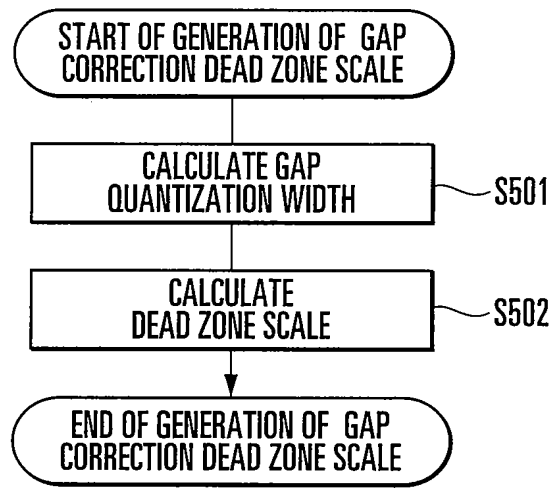 START OF GENERATION OF GAP
CORRECTION DEAD ZONE SCALE
CALCULATE GAP
QUANTIZATION WIDTH
S501
CALCULATE
DEAD ZONE SCALE
S502
END OF GENERATION OF GAP
CORRECTION DEAD ZONE SCALE